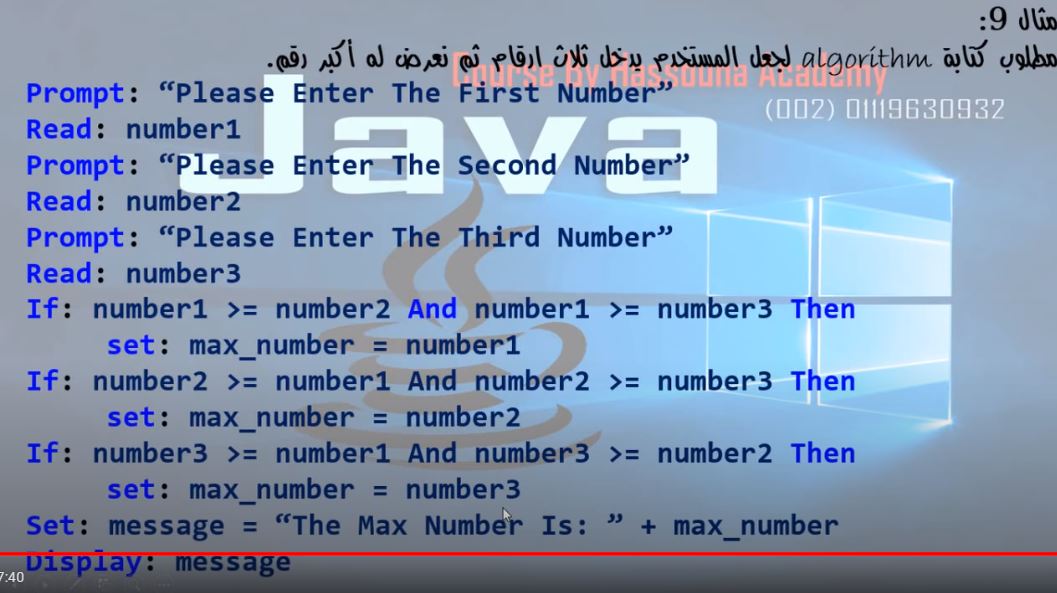 مثال 9:
مطلوب كتابة algorithm لجعل المستخدم يدخل ثلاث ارقام ثم نعرض له أكبر رقم.
Course By Hassouna Academy
(002) 01119630932
Java
Prompt: “Please Enter The First Number”
Read: number1
Prompt: “Please Enter The Second Number”
Read: number2
Prompt: “Please Enter The Third Number”
Read: number3
If: number1 >= number2 And number1 >= number3 Then
set: max_number = number1
If: number2 >= number1 And number2 >= number3 Then
set: max_number = number2
If: number3 >= number1 And number3 >= number2 Then
set: max_number = number3
Set: message = “The Max Number Is: ” + max_number
Display: message
7:40